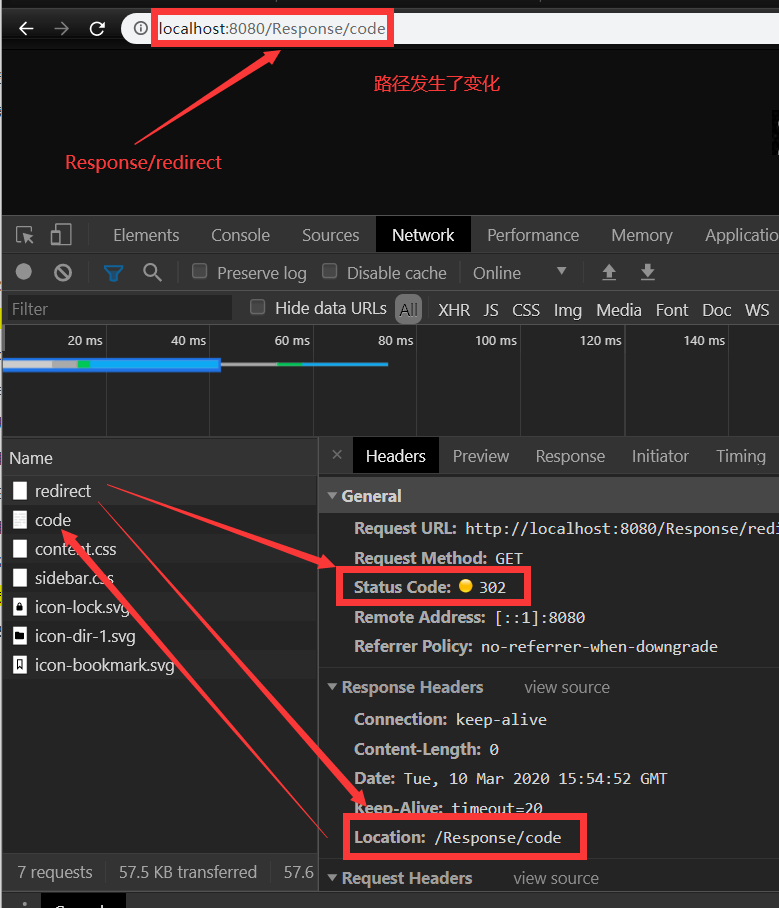 localhost:8080/Response/code
路径发生了变化
Response/redirect
Elements Console Sources Network Performance Memory Applicatio
Preserve log Disable cache Online
Filter Hide data URLs All XHR JS CSS Img Media Font Doc WS
20 ms 40 ms 60 ms 80 ms 100 ms 120 ms 140 ms
Name
redirect
code
content.css
sidebar.css
icon-lock.svg
icon-dir-1.svg
icon-bookmark.svg
7 requests 57.5 KB transferred 57.6
× Headers Preview Response Initiator Timing
General
Request URL: http://localhost:8080/Response/redi
Request Method: GET
Status Code: 302
Remote Address: [::1]:8080
Referrer Policy: no-referrer-when-downgrade
Response Headers view source
Connection: keep-alive
Content-Length: 0
Date: Tue, 10 Mar 2020 15:54:52 GMT
Keep-Alive: timeout=20
Location: /Response/code
Request Headers view source